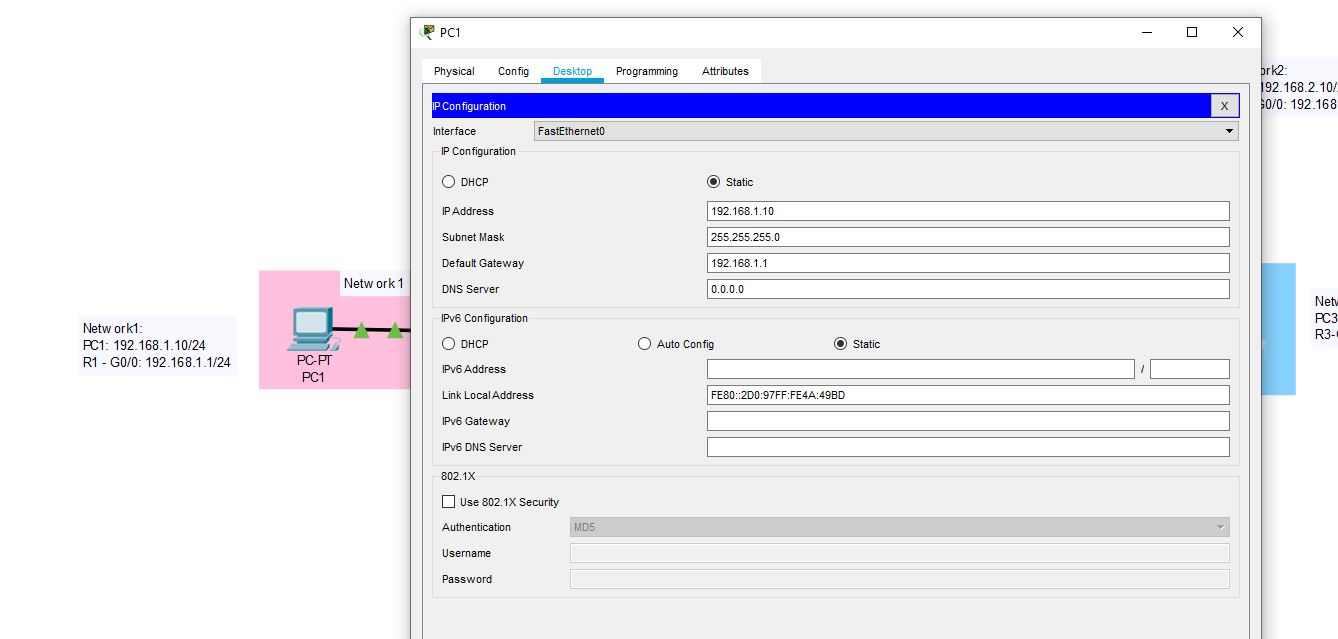 PC1
Physical Config Desktop Programming Attributes
IP Configuration X
Interface FastEthernet0
IP Configuration
DHCP Static
IP Address 192.168.1.10
Subnet Mask 255.255.255.0
Default Gateway 192.168.1.1
DNS Server 0.0.0.0
IPv6 Configuration
DHCP Auto Config Static
IPv6 Address /
Link Local Address FE80::2D0:97FF:FE4A:49BD
IPv6 Gateway
IPv6 DNS Server
802.1X
Use 802.1X Security
Authentication MD5
Username
Password
Network 1
Network1:
PC1: 192.168.1.10/24
R1 - G0/0: 192.168.1.1/24
PC-PT
PC1
ork2:
192.168.2.10/
G0/0: 192.168
Netw
PC3
R3-